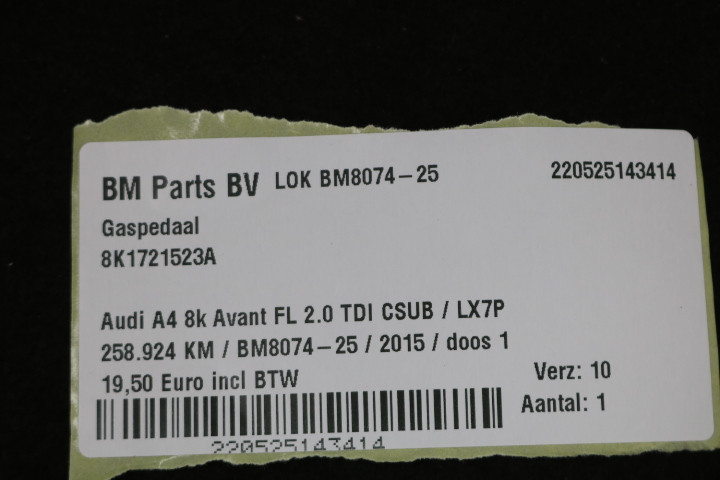 BM Parts BV LOK BM8074-25 220525143414
Gaspedaal
8K1721523A
Audi A4 8k Avant FL 2.0 TDI CSUB / LX7P
258.924 KM / BM8074-25 / 2015 / doos 1
19,50 Euro incl BTW Verz: 10
Aantal: 1
220525143414